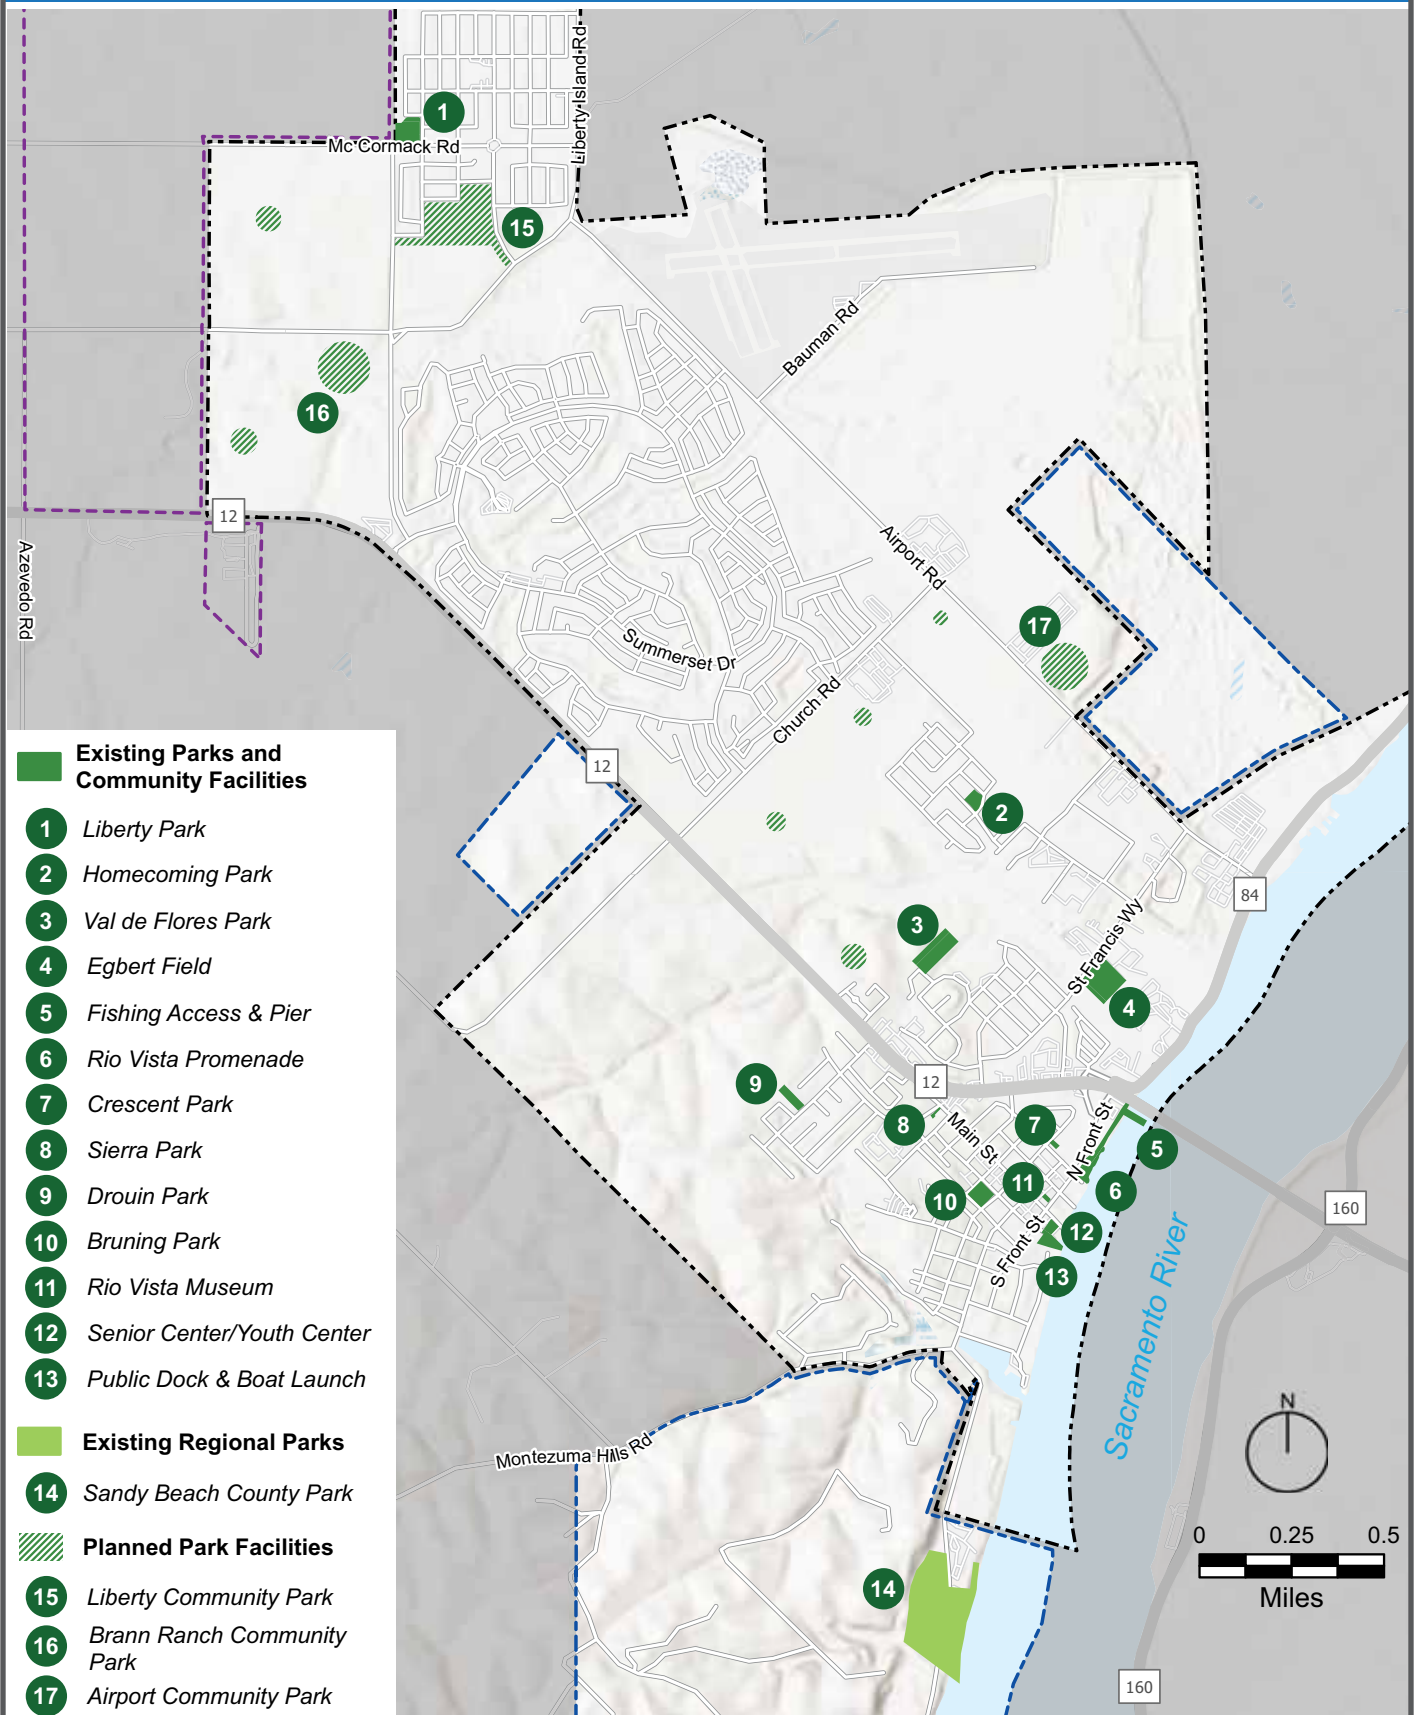 Liberty Island Rd
1
Mc Cormack Rd
15
Bauman Rd
16
12
Azevedo Rd
Airport Rd
17
Summerset Dr
Church Rd
12
2
84
3
St Francis Wy
4
12
9
8
Main St
7
N Front St
5
11
10
6
12
S Front St
13
160
Sacramento River
Montezuma Hills Rd
14
160
N
0 0.25 0.5
Miles
Existing Parks and
Community Facilities
1 Liberty Park
2 Homecoming Park
3 Val de Flores Park
4 Egbert Field
5 Fishing Access & Pier
6 Rio Vista Promenade
7 Crescent Park
8 Sierra Park
9 Drouin Park
10 Bruning Park
11 Rio Vista Museum
12 Senior Center/Youth Center
13 Public Dock & Boat Launch
Existing Regional Parks
14 Sandy Beach County Park
Planned Park Facilities
15 Liberty Community Park
16 Brann Ranch Community
Park
17 Airport Community Park